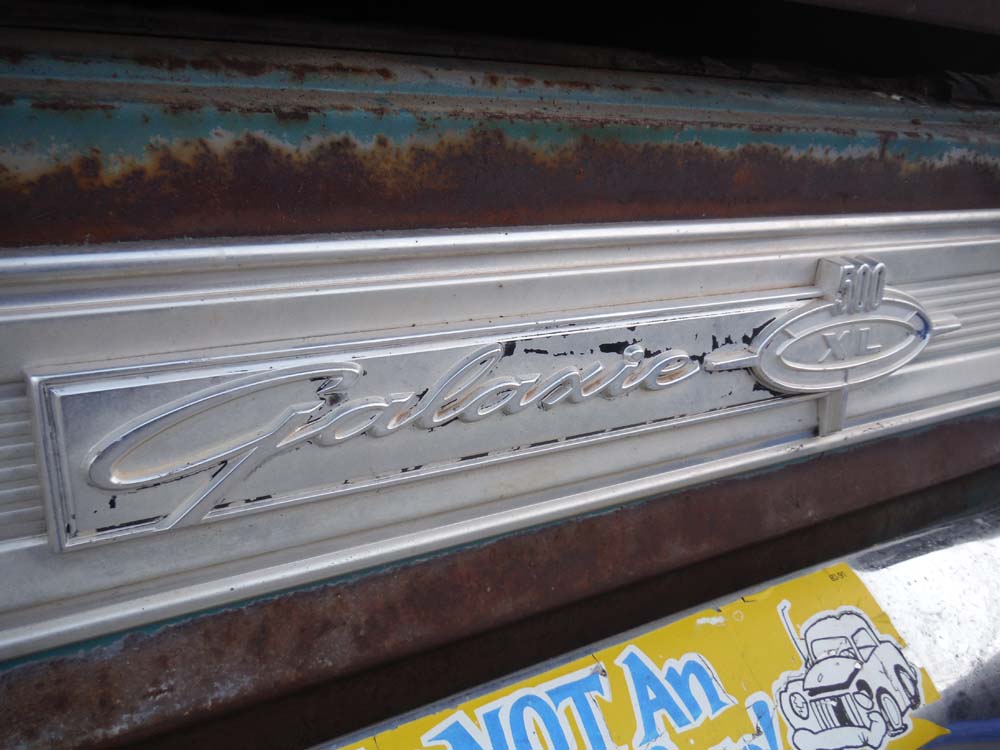 500
Galaxie XL
NOT An